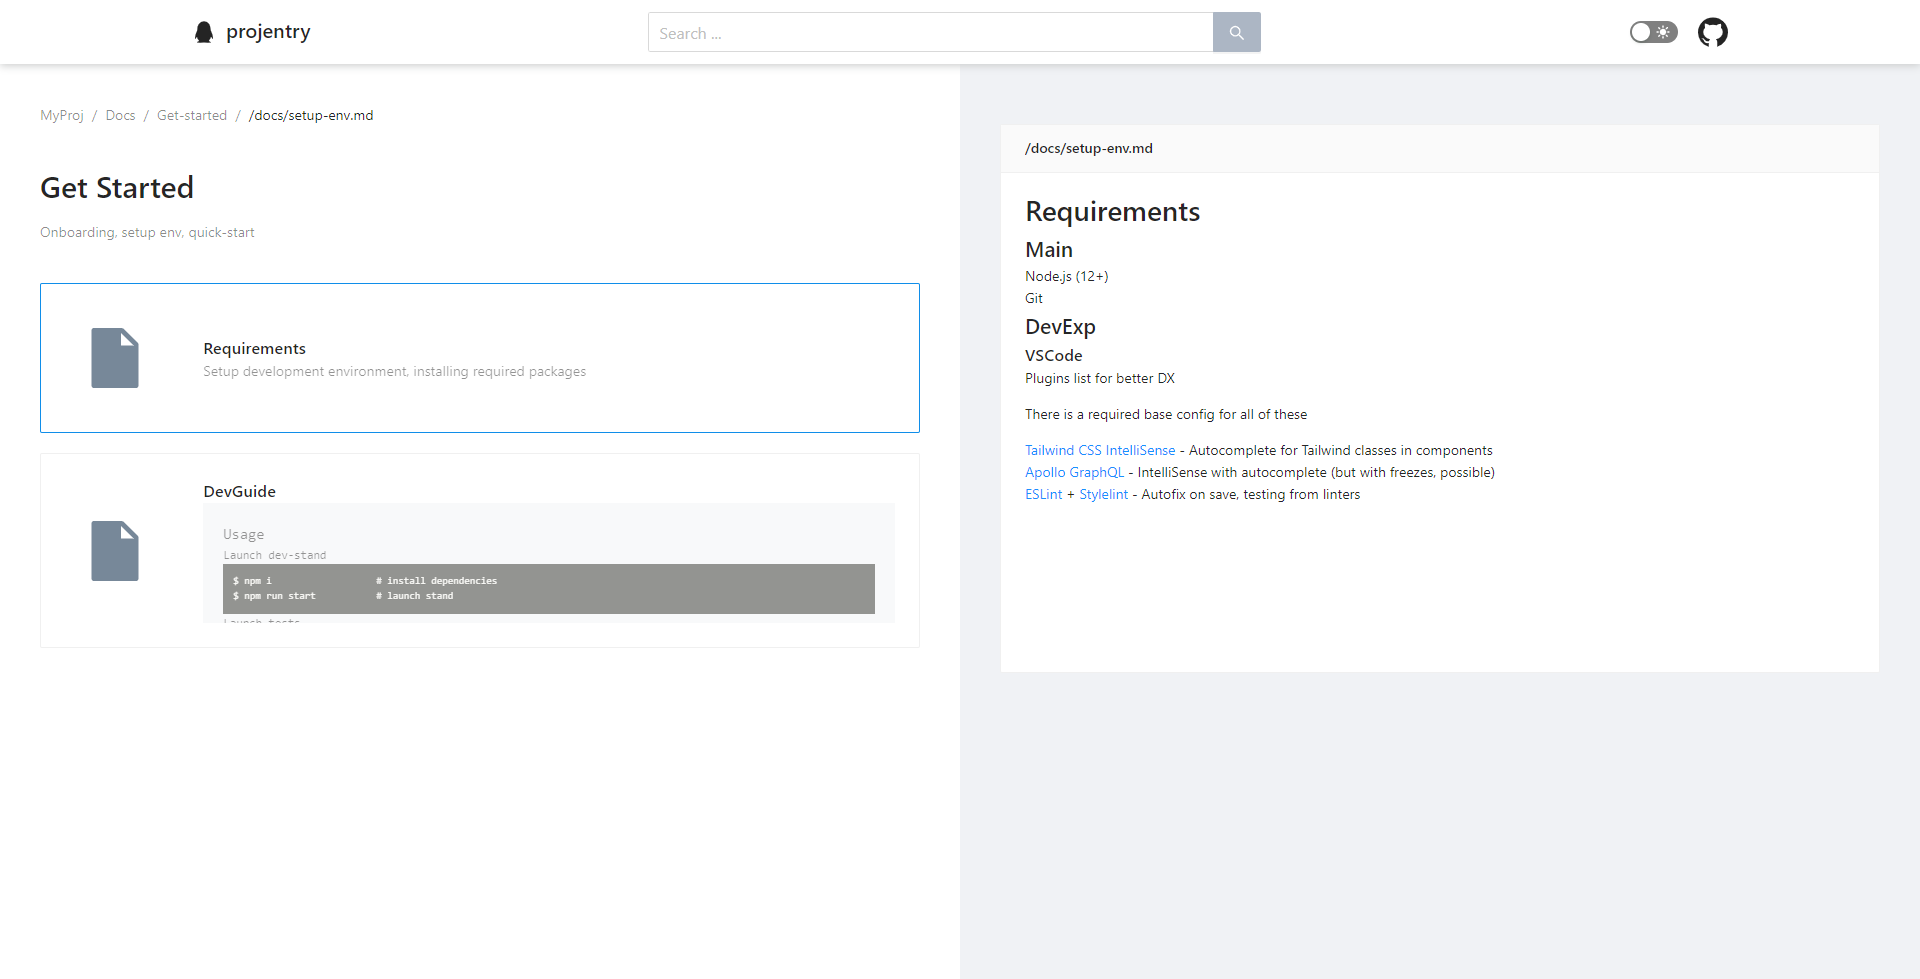 projentry
Search ...
MyProj / Docs / Get-started / /docs/setup-env.md
Get Started
Onboarding, setup env, quick-start
Requirements
Setup development environment, installing required packages
DevGuide
Usage
Launch dev-stand
$ npm i # install dependencies
$ npm run start # launch stand
Launch tests
/docs/setup-env.md
Requirements
Main
Node.js (12+)
Git
DevExp
VSCode
Plugins list for better DX
There is a required base config for all of these
Tailwind CSS IntelliSense - Autocomplete for Tailwind classes in components
Apollo GraphQL - IntelliSense with autocomplete (but with freezes, possible)
ESLint + Stylelint - Autofix on save, testing from linters